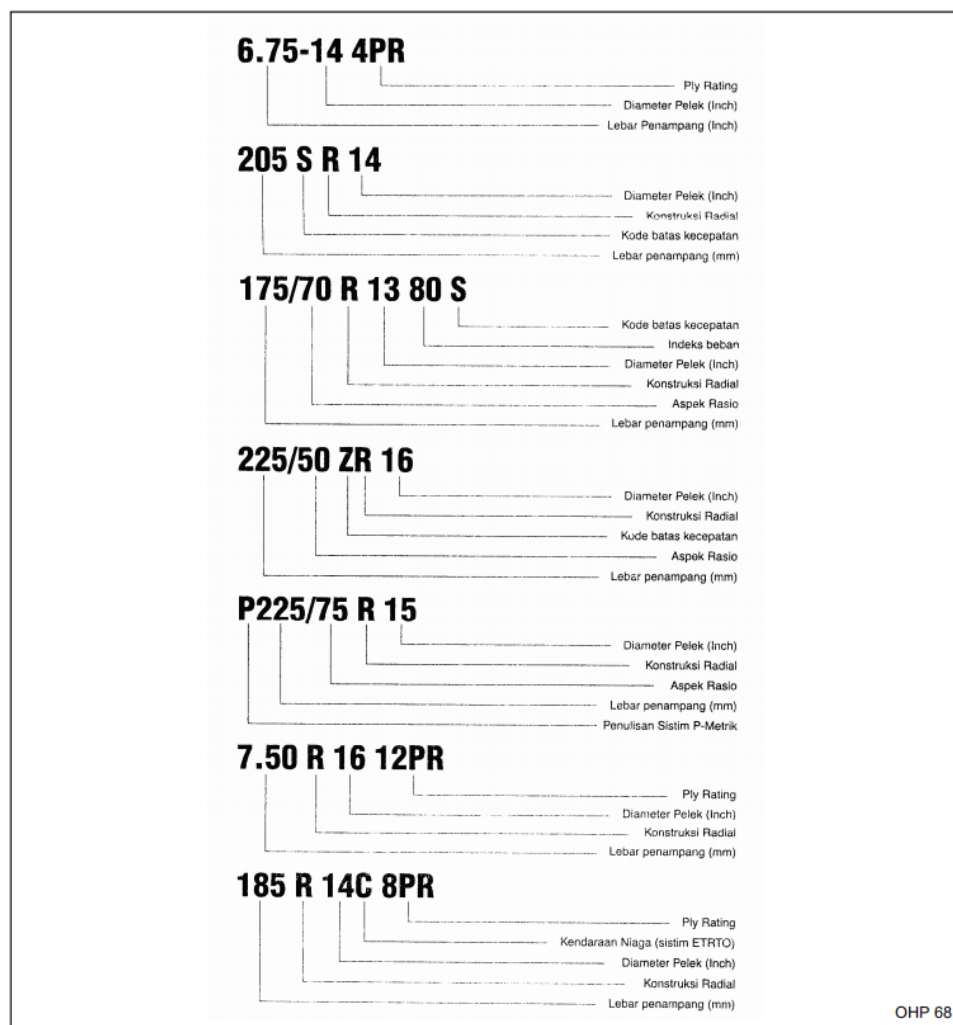 6.75-14 4PR
Ply Rating
Diameter Pelek (Inch)
Lebar Penampang (Inch)
205 S R 14
Diameter Pelek (Inch)
Konstruksi Radial
Kode batas kecepatan
Lebar penampang (mm)
175/70 R 13 80 S
Kode batas kecepatan
Indeks beban
Diameter Pelek (Inch)
Konstruksi Radial
Aspek Rasio
Lebar penampang (mm)
225/50 ZR 16
Diameter Pelek (Inch)
Konstruksi Radial
Kode batas kecepatan
Aspek Rasio
Lebar penampang (mm)
P225/75 R 15
Diameter Pelek (Inch)
Konstruksi Radial
Aspek Rasio
Lebar penampang (mm)
Penulisan Sistim P-Metrik
7.50 R 16 12PR
Ply Rating
Diameter Pelek (Inch)
Konstruksi Radial
Lebar penampang (mm)
185 R 14C 8PR
Ply Rating
Kendaraan Niaga (sistim ETRTO)
Diameter Pelek (Inch)
Konstruksi Radial
Lebar penampang (mm)
OHP 68